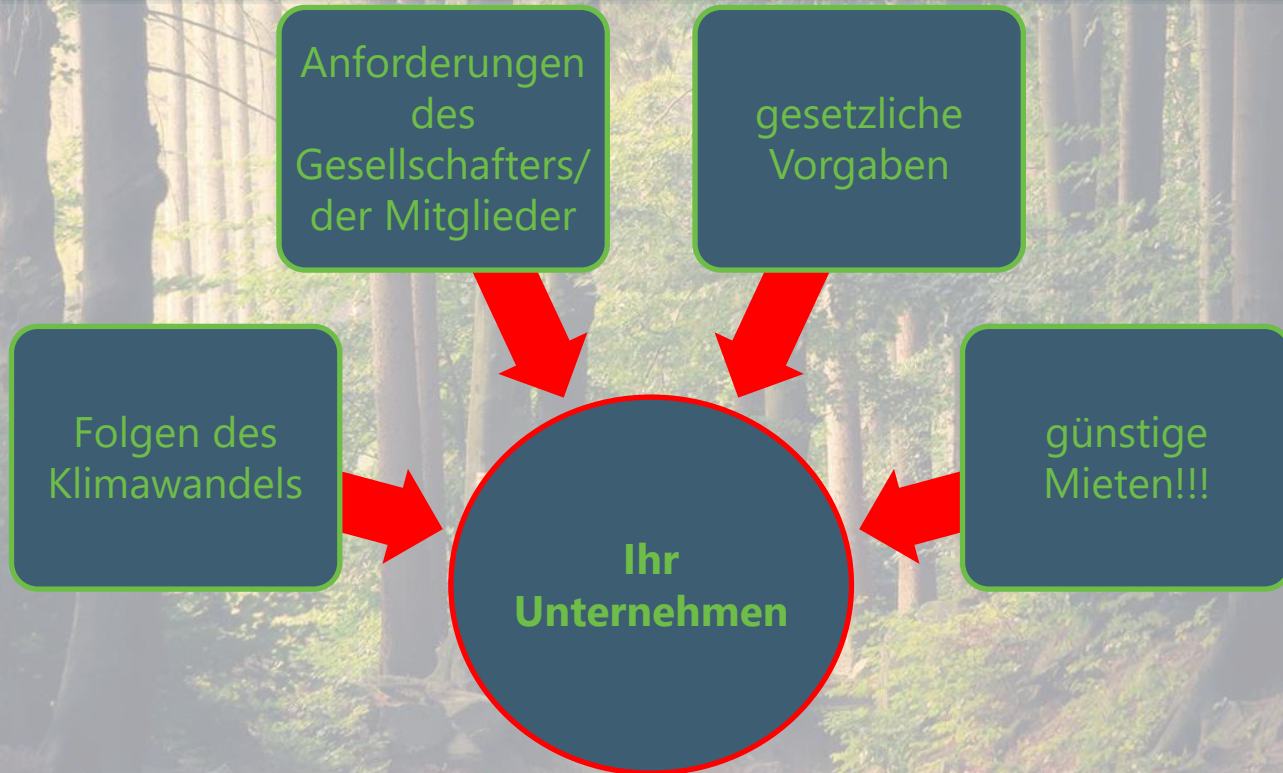 Anforderungen
des
Gesellschafters/
der Mitglieder
gesetzliche
Vorgaben
Folgen des
Klimawandels
günstige
Mieten!!!
Ihr
Unternehmen